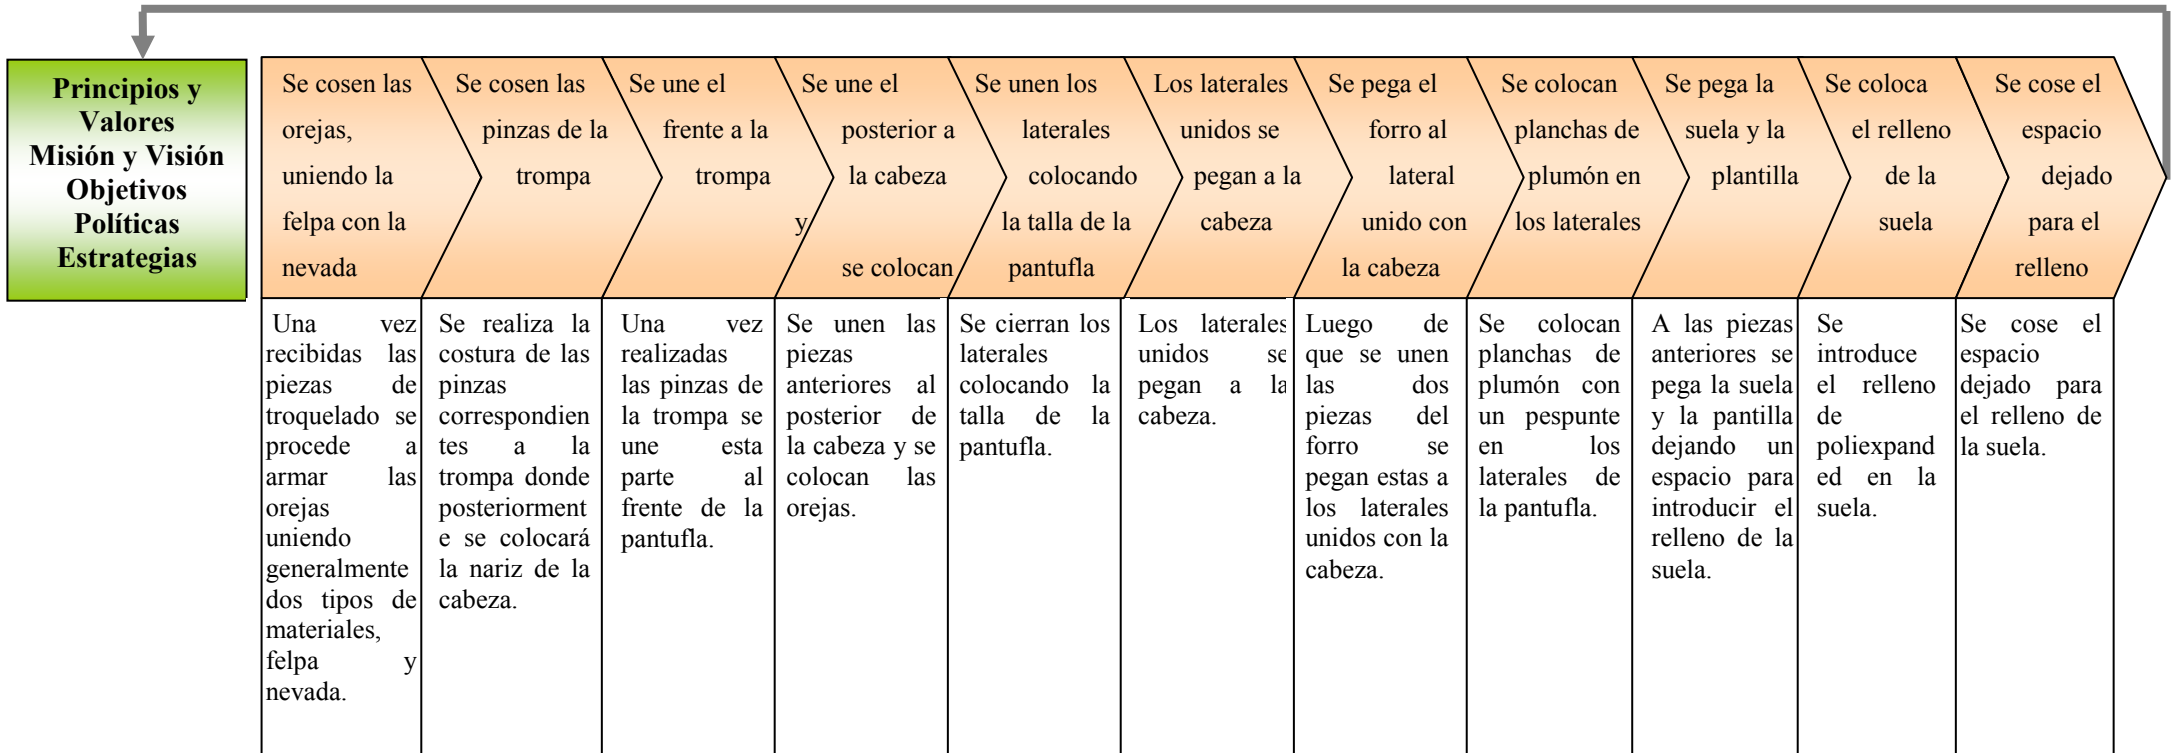 Principios y
Valores
Misión y Visión
Objetivos
Políticas
Estrategias
Se cosen las
orejas,
uniendo la
felpa con la
nevada
Se cosen las
pinzas de la
trompa
Se une el
frente a la
trompa
Se une el
posterior a
la cabeza
y
se colocan
Se unen los
laterales
colocando
la talla de la
pantufla
Los laterales
unidos se
pegan a la
cabeza
Se pega el
forro al
lateral
unido con
la cabeza
Se colocan
planchas de
plumón en
los laterales
Se pega la
suela y la
plantilla
Se coloca
el relleno
de la
suela
Se cose el
espacio
dejado
para el
relleno
Una vez
recibidas las
piezas de
troquelado se
procede a
armar las
orejas
uniendo
generalmente
dos tipos de
materiales,
felpa y
nevada.
Se realiza la
costura de las
pinzas
correspondien
tes a la
trompa donde
posteriorment
e se colocará
la nariz de la
cabeza.
Una vez
realizadas
las pinzas de
la trompa se
une esta
parte al
frente de la
pantufla.
Se unen las
piezas
anteriores al
posterior de
la cabeza y se
colocan las
orejas.
Se cierran los
laterales
colocando la
talla de la
pantufla.
Los laterales
unidos se
pegan a la
cabeza.
Luego de
que se unen
las dos
piezas del
forro se
pegan estas a
los laterales
unidos con la
cabeza.
Se colocan
planchas de
plumón con
un pespunte
en los
laterales de
la pantufla.
A las piezas
anteriores se
pega la suela
y la pantilla
dejando un
espacio para
introducir el
relleno de la
suela.
Se
introduce
el relleno
de
poliexpand
ed en la
suela.
Se cose el
espacio
dejado para
el relleno de
la suela.